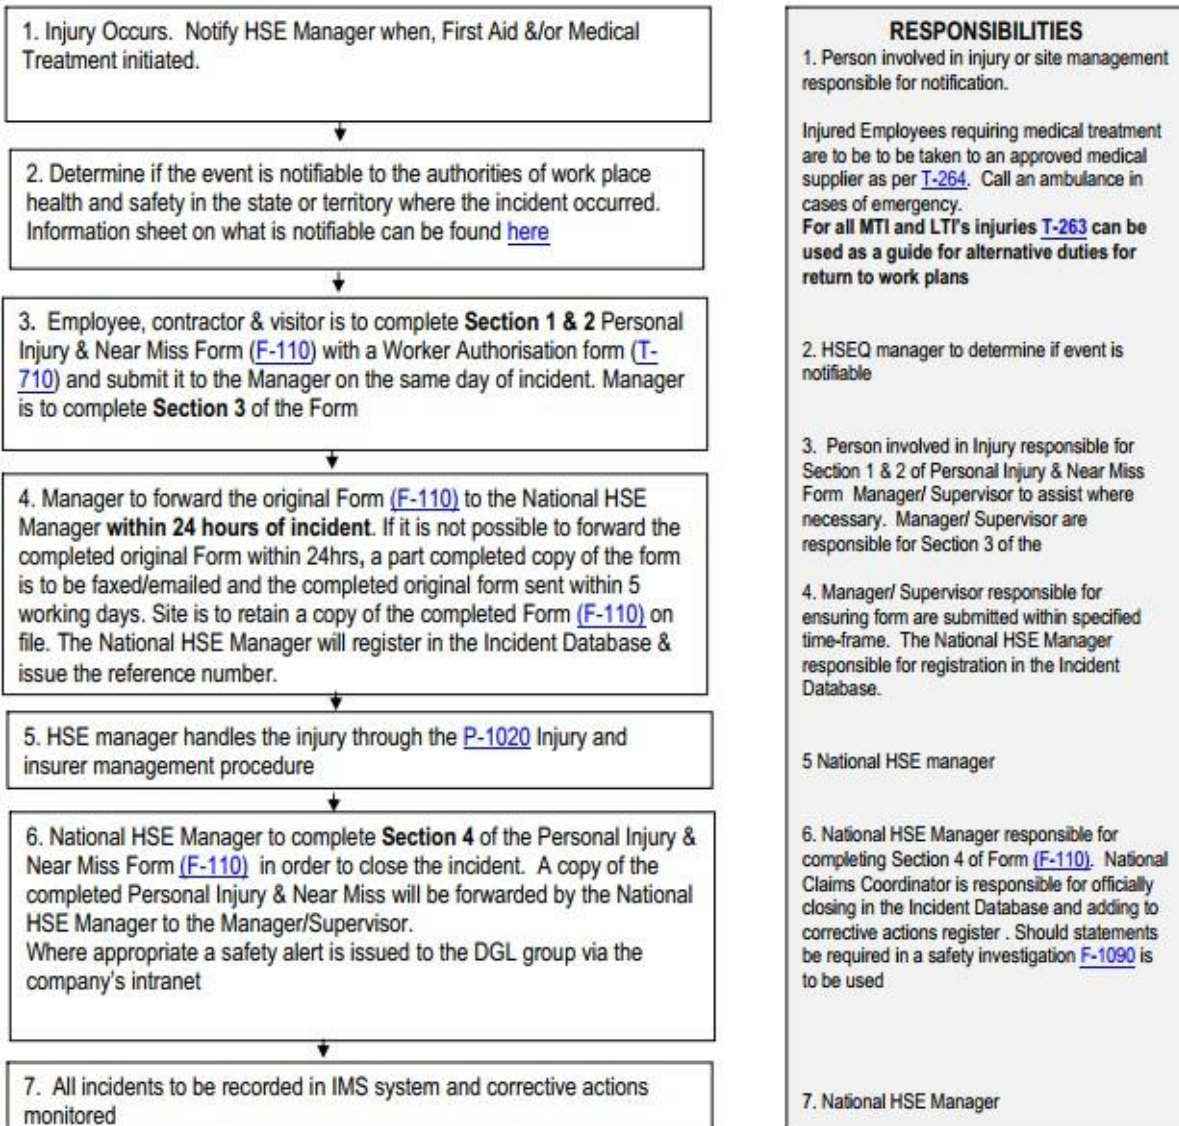 1. Injury Occurs. Notify HSE Manager when, First Aid &/or Medical
Treatment initiated.
2. Determine if the event is notifiable to the authorities of work place
health and safety in the state or territory where the incident occurred.
Information sheet on what is notifiable can be found here
3. Employee, contractor & visitor is to complete Section 1 & 2 Personal
Injury & Near Miss Form (F-110) with a Worker Authorisation form (T-
710) and submit it to the Manager on the same day of incident. Manager
is to complete Section 3 of the Form
4. Manager to forward the original Form (F-110) to the National HSE
Manager within 24 hours of incident. If it is not possible to forward the
completed original Form within 24hrs, a part completed copy of the form
is to be faxed/emailed and the completed original form sent within 5
working days. Site is to retain a copy of the completed Form (F-110) on
file. The National HSE Manager will register in the Incident Database &
issue the reference number.
5. HSE manager handles the injury through the P-1020 Injury and
insurer management procedure
6. National HSE Manager to complete Section 4 of the Personal Injury &
Near Miss Form (F-110) in order to close the incident. A copy of the
completed Personal Injury & Near Miss will be forwarded by the National
HSE Manager to the Manager/Supervisor.
Where appropriate a safety alert is issued to the DGL group via the
company's intranet
7. All incidents to be recorded in IMS system and corrective actions
monitored
RESPONSIBILITIES
1. Person involved in injury or site management
responsible for notification.
Injured Employees requiring medical treatment
are to be to be taken to an approved medical
supplier as per T-264. Call an ambulance in
cases of emergency.
For all MTI and LTI's injuries T-263 can be
used as a guide for alternative duties for
return to work plans
2. HSEQ manager to determine if event is
notifiable
3. Person involved in Injury responsible for
Section 1 & 2 of Personal Injury & Near Miss
Form Manager/ Supervisor to assist where
necessary. Manager/ Supervisor are
responsible for Section 3 of the
4. Manager/ Supervisor responsible for
ensuring form are submitted within specified
time-frame. The National HSE Manager
responsible for registration in the Incident
Database.
5 National HSE manager
6. National HSE Manager responsible for
completing Section 4 of Form (F-110). National
Claims Coordinator is responsible for officially
closing in the Incident Database and adding to
corrective actions register . Should statements
be required in a safety investigation F-1090 is
to be used
7. National HSE Manager